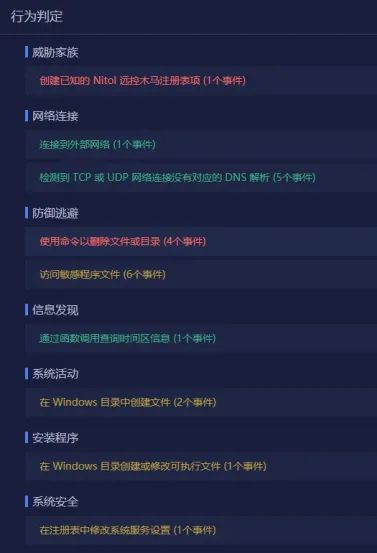 行为判定
威胁家族
创建已知的 Nitol 远控木马注册表项 (1个事件)
网络连接
连接到外部网络 (1个事件)
检测到 TCP 或 UDP 网络连接没有对应的 DNS 解析 (5个事件)
防御逃避
使用命令以删除文件或目录 (4个事件)
访问敏感程序文件 (6个事件)
信息发现
通过函数调用查询时间区信息 (1个事件)
系统活动
在 Windows 目录中创建文件 (2个事件)
安装程序
在 Windows 目录创建或修改可执行文件 (1个事件)
系统安全
在注册表中修改系统服务设置 (1个事件)